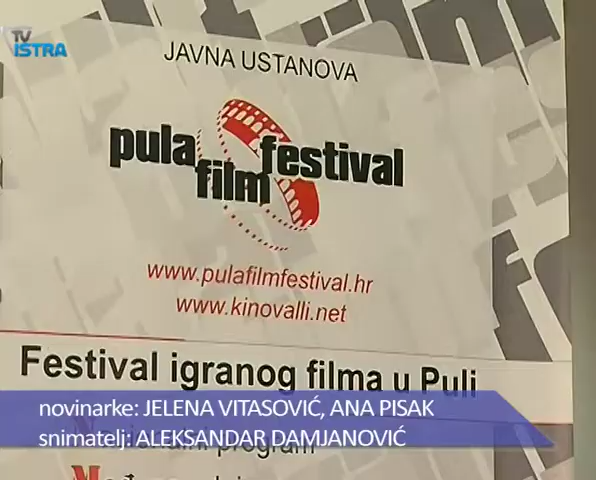 TV
ISTRA
JAVNA USTANOVA
pula film festival
www.pulafilmfestival.hr
www.kinovalli.net
Festival igranog filma u Puli
novinarke: JELENA VITASOVIĆ, ANA PISAK
snimatelj: ALEKSANDAR DAMJANOVIĆ
program